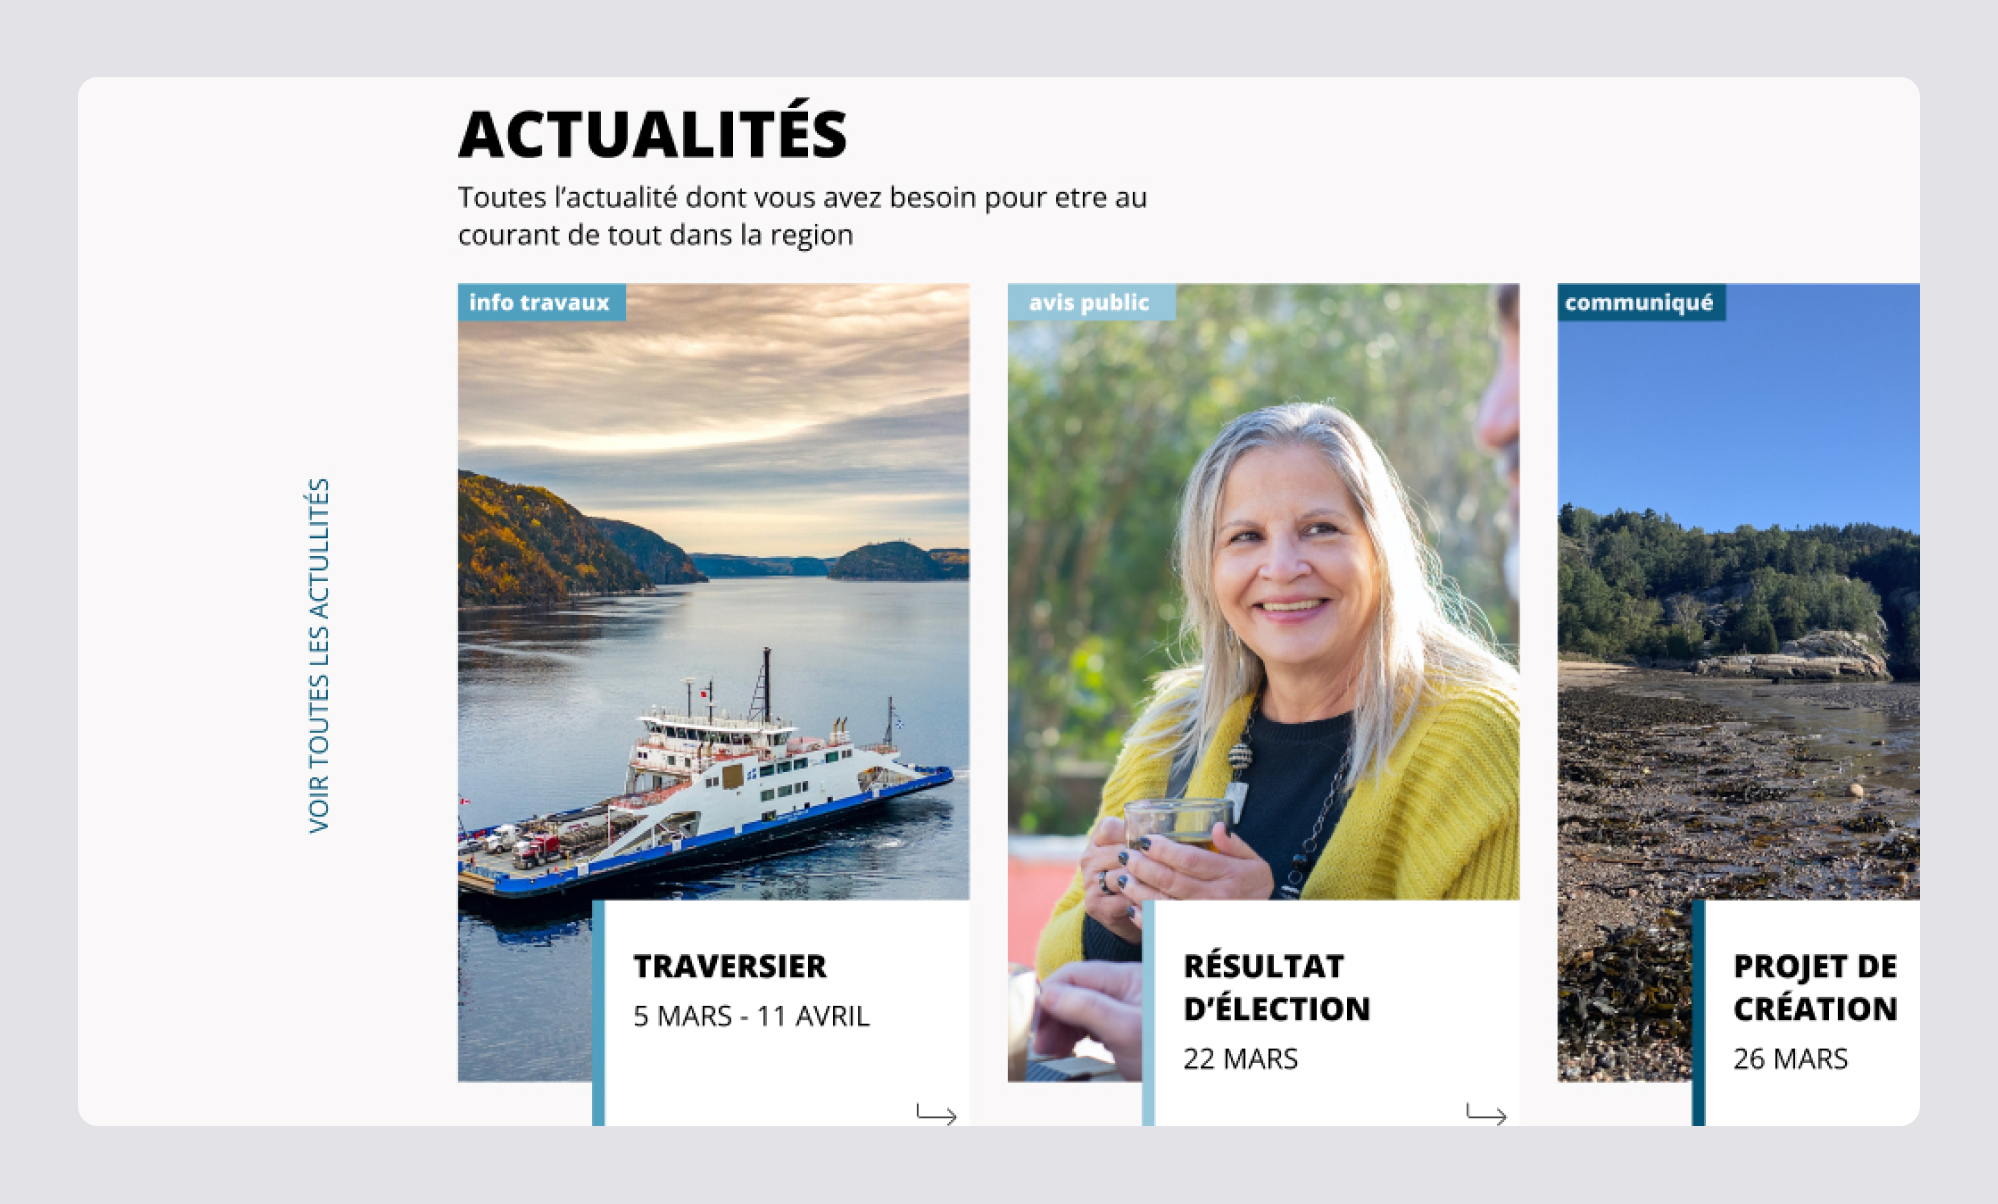 ACTUALITÉS
Toutes l’actualité dont vous avez besoin pour etre au
courant de tout dans la region
VOIR TOUTES LES ACTULLITÉS
info travaux
TRAVERSIER
5 MARS - 11 AVRIL
avis public
RÉSULTAT
D’ÉLECTION
22 MARS
communiqué
PROJET DE
CRÉATION
26 MARS